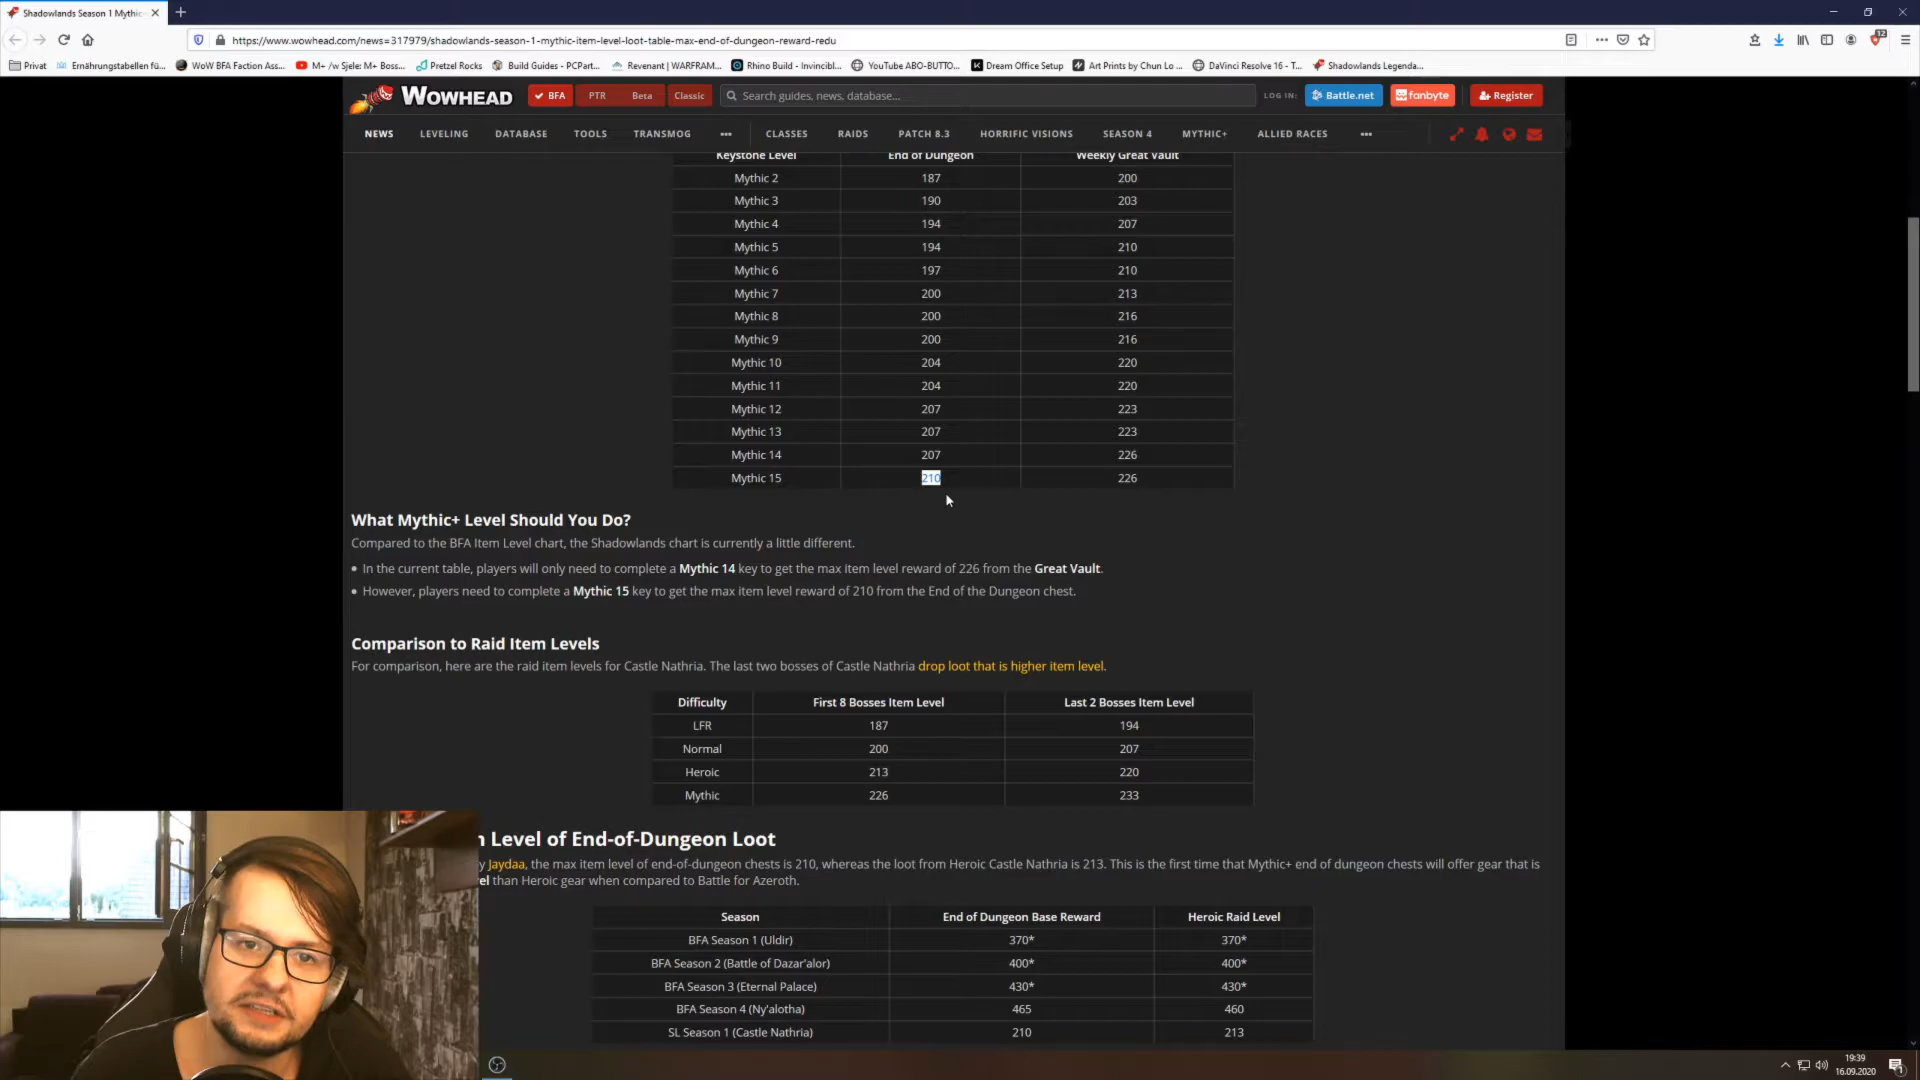 Shadowlands Season 1 Mythic
https://www.wowhead.com/news=317979/shadowlands-season-1-mythic-item-level-loot-table-max-end-of-dungeon-reward-redu
12
Privat Ernährungstabellen fü... WoW BFA Faction Ass... M+ /w Sjele: M+ Boss... Pretzel Rocks Build Guides - PCPart... Revenant | WARFRAM... Rhino Build - Invincibl... YouTube ABO-BUTTO... Dream Office Setup Art Prints by Chun Lo ... DaVinci Resolve 16 - T... Shadowlands Legenda...
WOWHEAD BFA PTR Beta Classic Search guides, news, database... LOG IN: Battle.net fanbyte Register
NEWS LEVELING DATABASE TOOLS TRANSMOG ••• CLASSES RAIDS PATCH 8.3 HORRIFIC VISIONS SEASON 4 MYTHIC+ ALLIED RACES •••
Keystone Level End of Dungeon Weekly Great Vault
Mythic 2 187 200
Mythic 3 190 203
Mythic 4 194 207
Mythic 5 194 210
Mythic 6 197 210
Mythic 7 200 213
Mythic 8 200 216
Mythic 9 200 216
Mythic 10 204 220
Mythic 11 204 220
Mythic 12 207 223
Mythic 13 207 223
Mythic 14 207 226
Mythic 15 210 226
What Mythic+ Level Should You Do?
Compared to the BFA Item Level chart, the Shadowlands chart is currently a little different.
• In the current table, players will only need to complete a Mythic 14 key to get the max item level reward of 226 from the Great Vault.
• However, players need to complete a Mythic 15 key to get the max item level reward of 210 from the End of the Dungeon chest.
Comparison to Raid Item Levels
For comparison, here are the raid item levels for Castle Nathria. The last two bosses of Castle Nathria drop loot that is higher item level.
Difficulty First 8 Bosses Item Level Last 2 Bosses Item Level
LFR 187 194
Normal 200 207
Heroic 213 220
Mythic 226 233
Level of End-of-Dungeon Loot
y Jaydaa, the max item level of end-of-dungeon chests is 210, whereas the loot from Heroic Castle Nathria is 213. This is the first time that Mythic+ end of dungeon chests will offer gear that is
than Heroic gear when compared to Battle for Azeroth.
Season End of Dungeon Base Reward Heroic Raid Level
BFA Season 1 (Uldir) 370* 370*
BFA Season 2 (Battle of Dazar'alor) 400* 400*
BFA Season 3 (Eternal Palace) 430* 430*
BFA Season 4 (Ny'alotha) 465 460
SL Season 1 (Castle Nathria) 210 213
19:39
16.09.2020